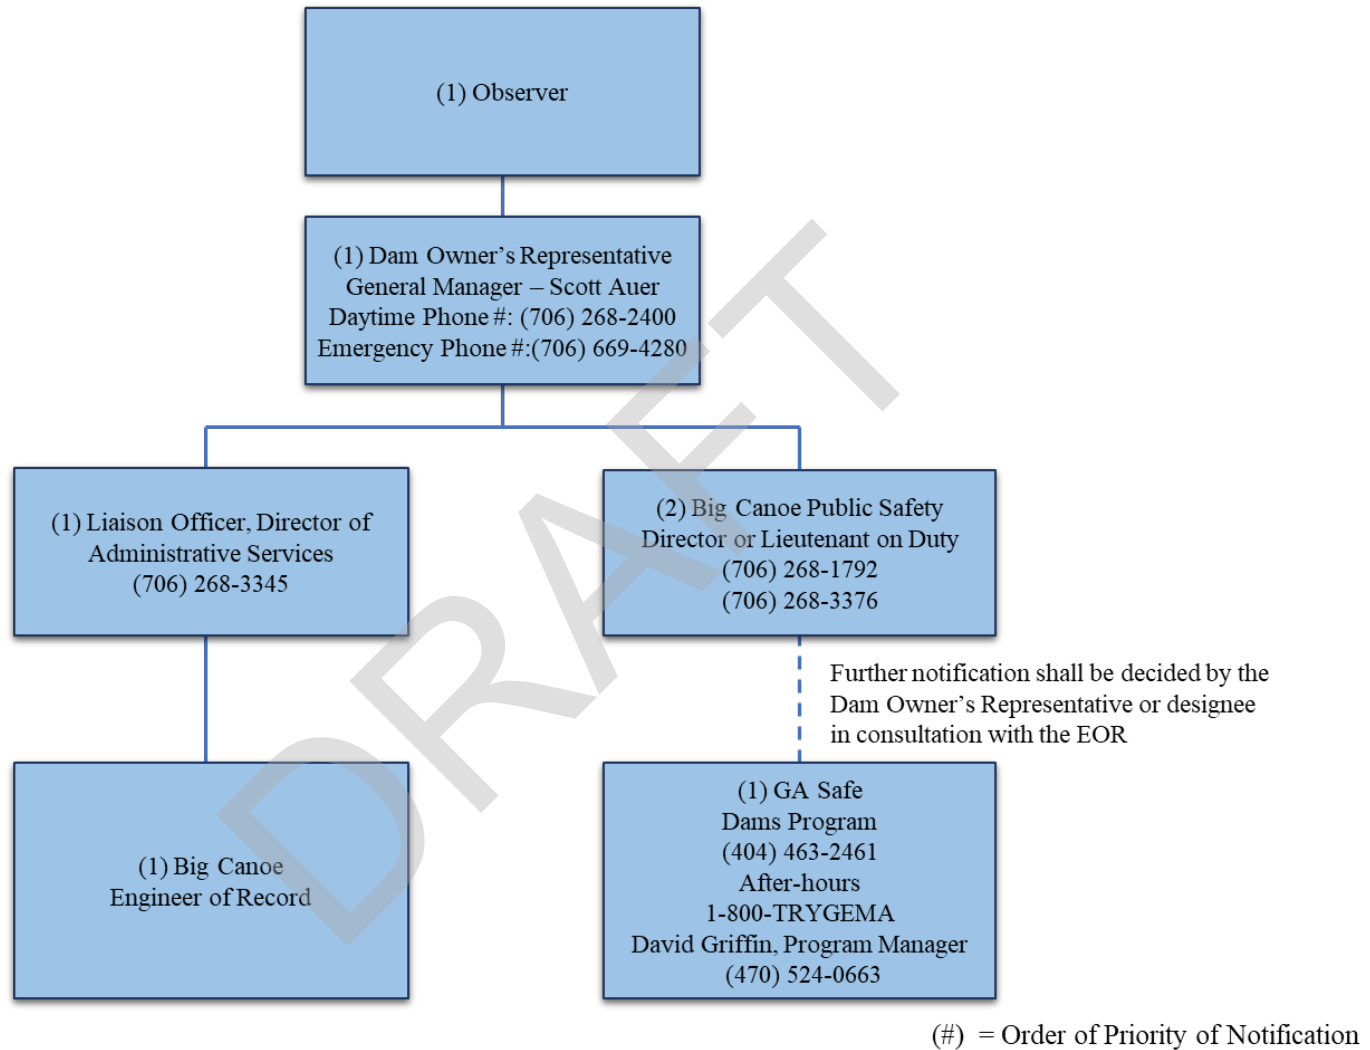 (1) Observer
(1) Dam Owner’s Representative
General Manager – Scott Auer
Daytime Phone #: (706) 268-2400
Emergency Phone #:(706) 669-4280
(1) Liaison Officer, Director of
Administrative Services
(706) 268-3345
(2) Big Canoe Public Safety
Director or Lieutenant on Duty
(706) 268-1792
(706) 268-3376
Further notification shall be decided by the
Dam Owner’s Representative or designee
in consultation with the EOR
(1) Big Canoe
Engineer of Record
(1) GA Safe
Dams Program
(404) 463-2461
After-hours
1-800-TRYGEMA
David Griffin, Program Manager
(470) 524-0663
(#) = Order of Priority of Notification
DRAFT